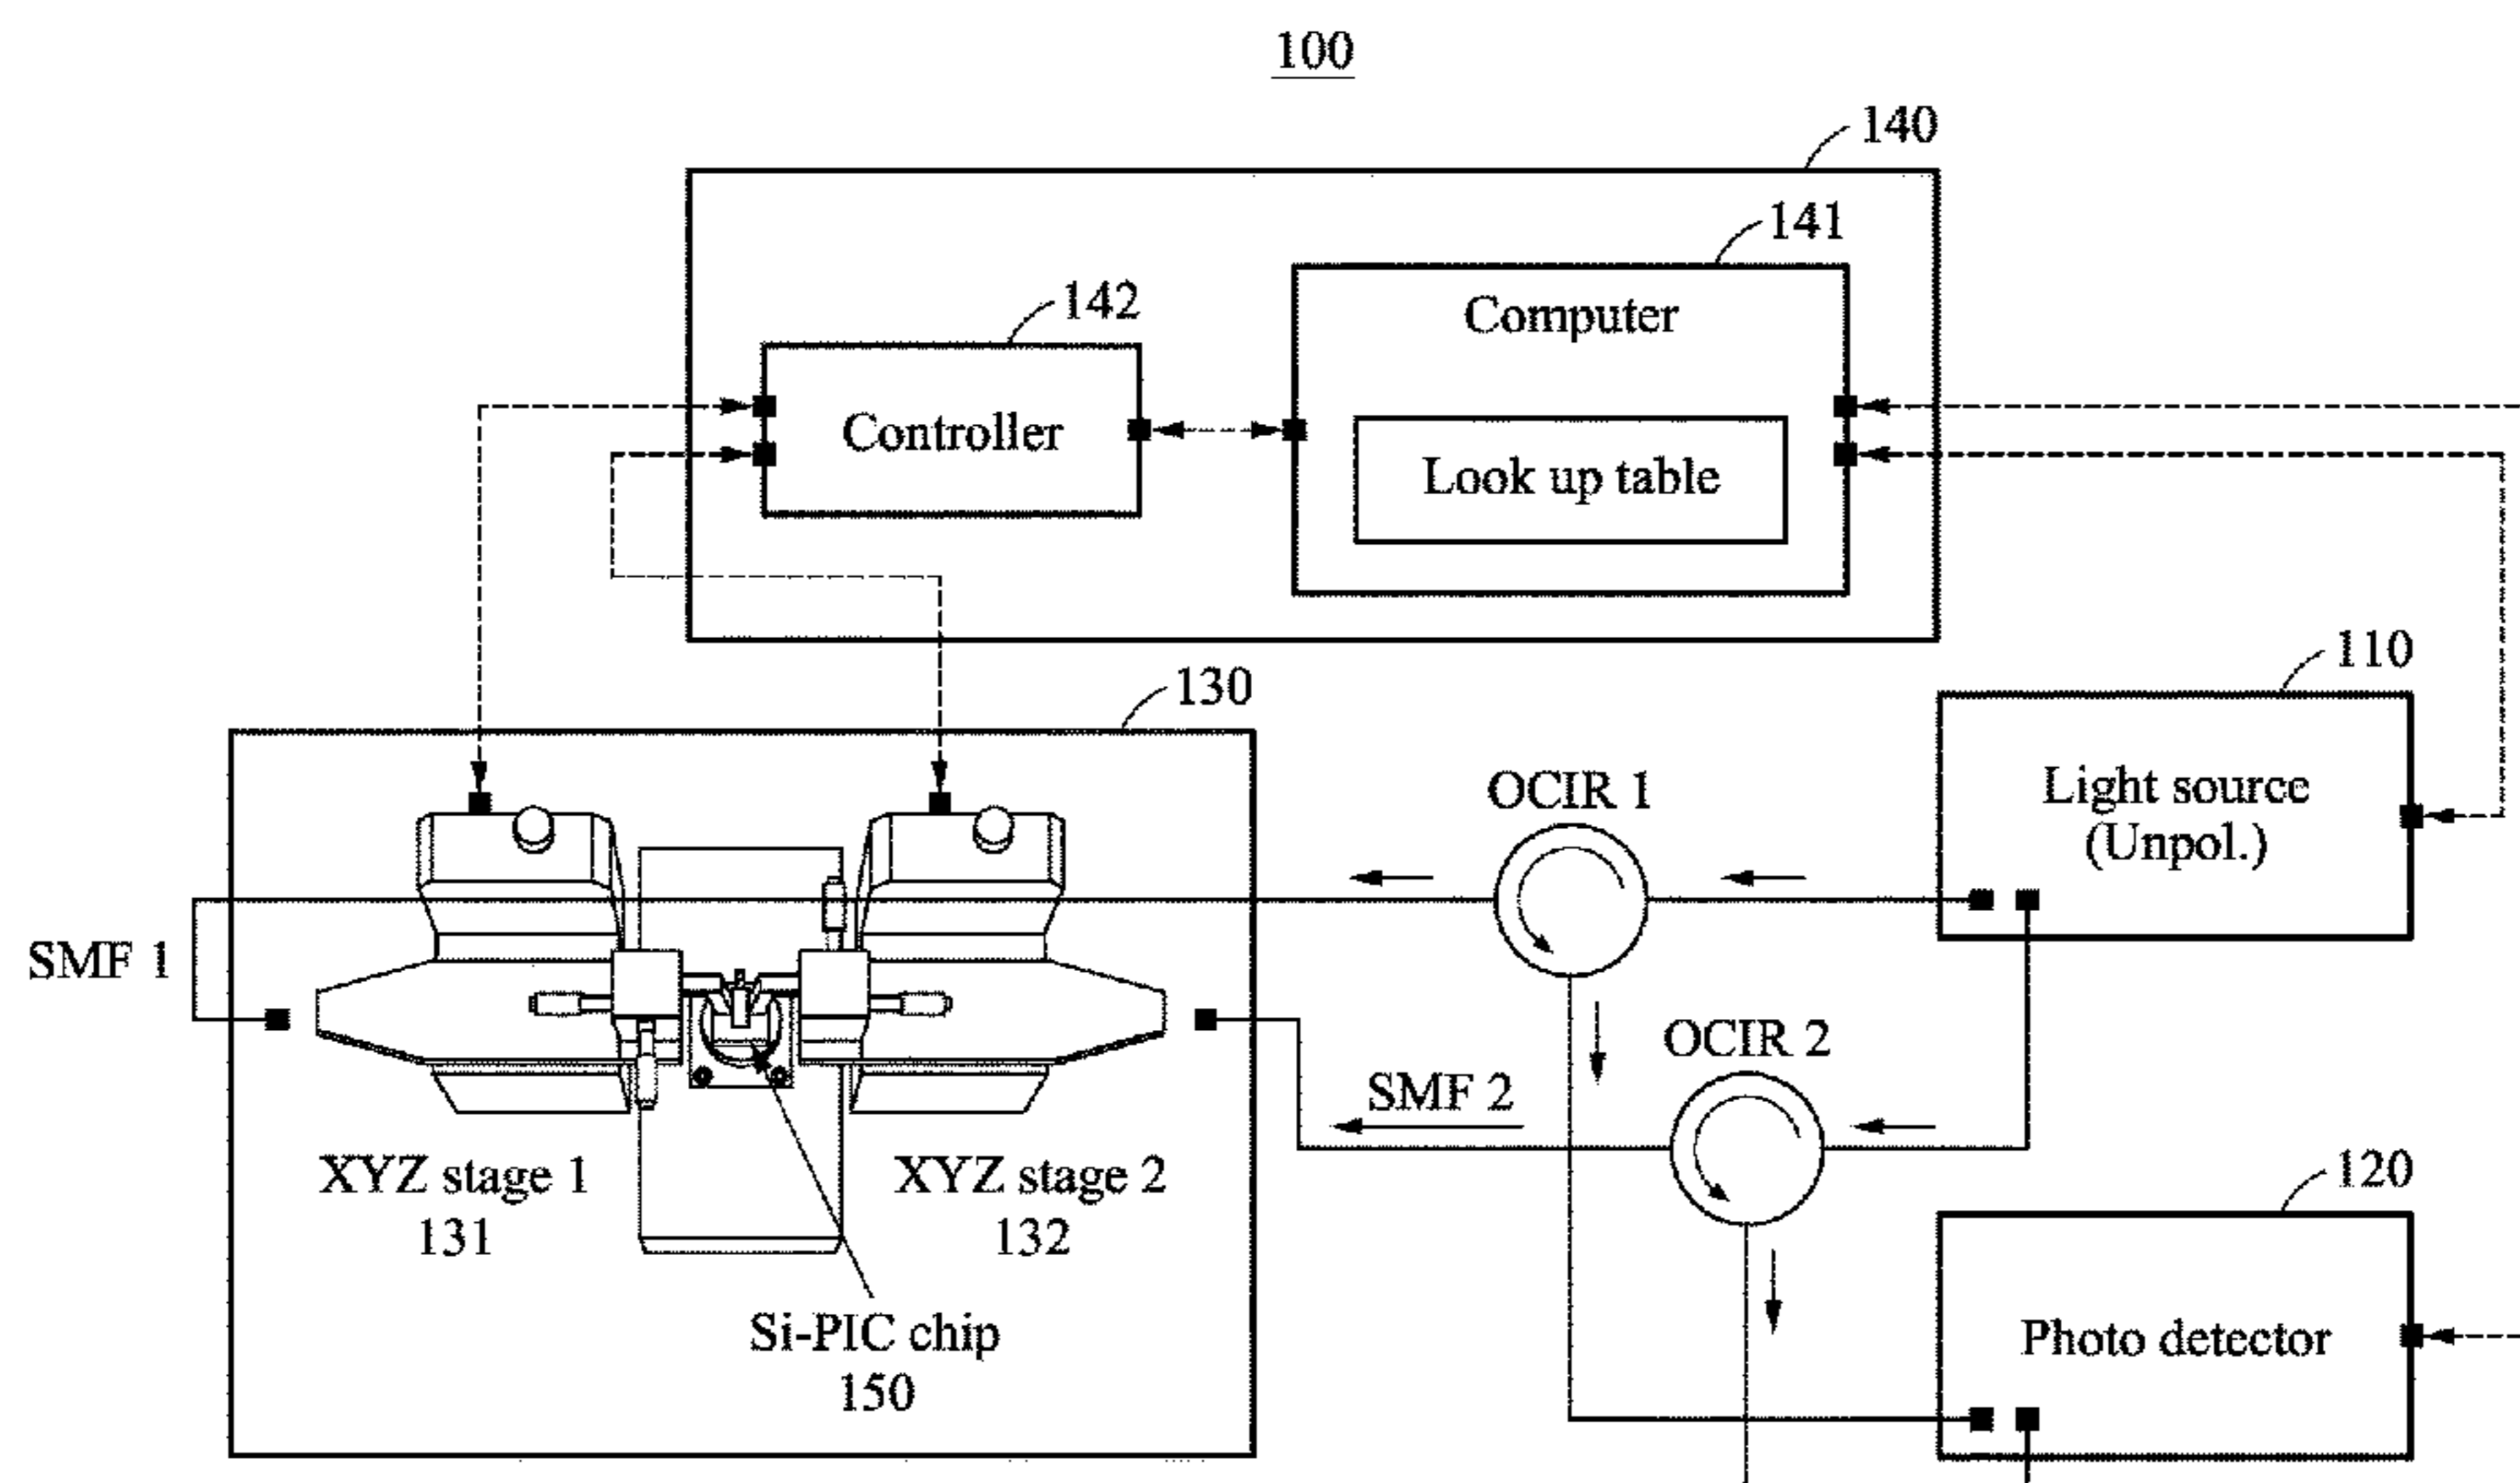 100
140
141
142
Computer
Controller
Look up table
110
130
OCIR 1
Light source
(Unpol.)
SMF 1
OCIR 2
SMF 2
120
XYZ stage 1
131
XYZ stage 2
132
Si-PIC chip
150
Photo detector